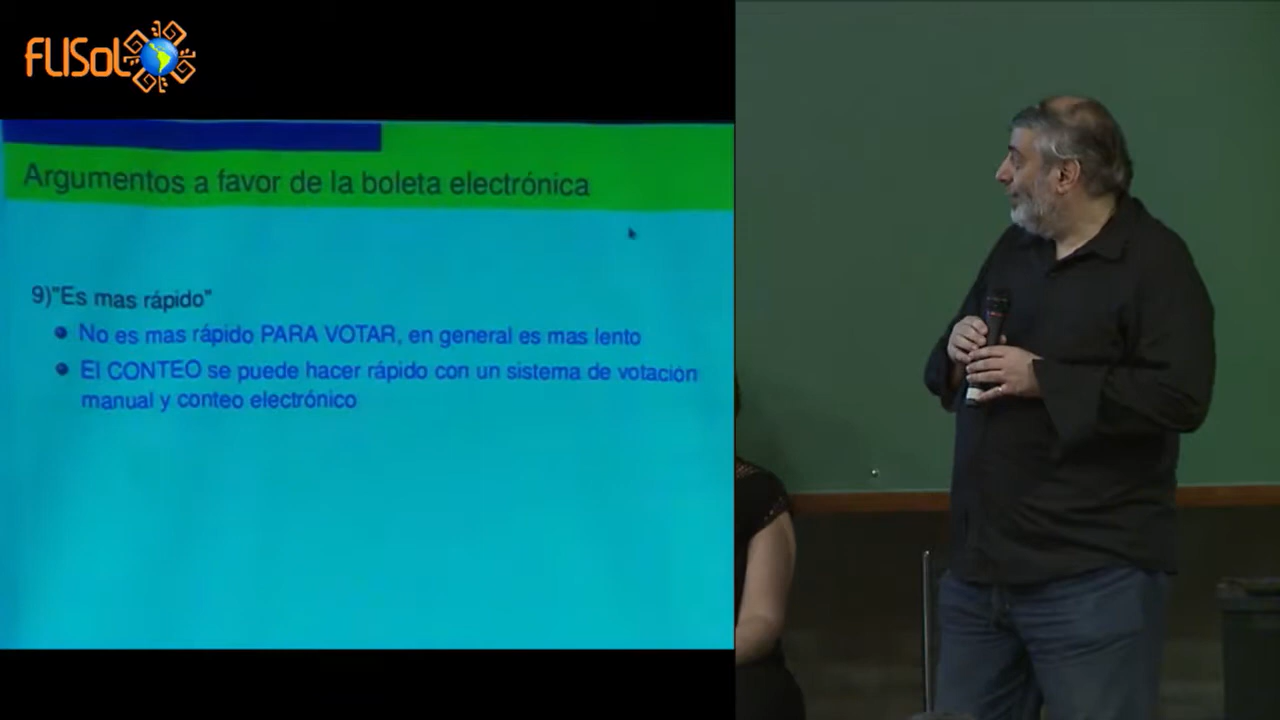 FLISoL
Argumentos a favor de la boleta electrónica
9)"Es mas rápido"
No es mas rápido PARA VOTAR, en general es mas lento
El CONTEO se puede hacer rápido con un sistema de votación
manual y conteo electrónico